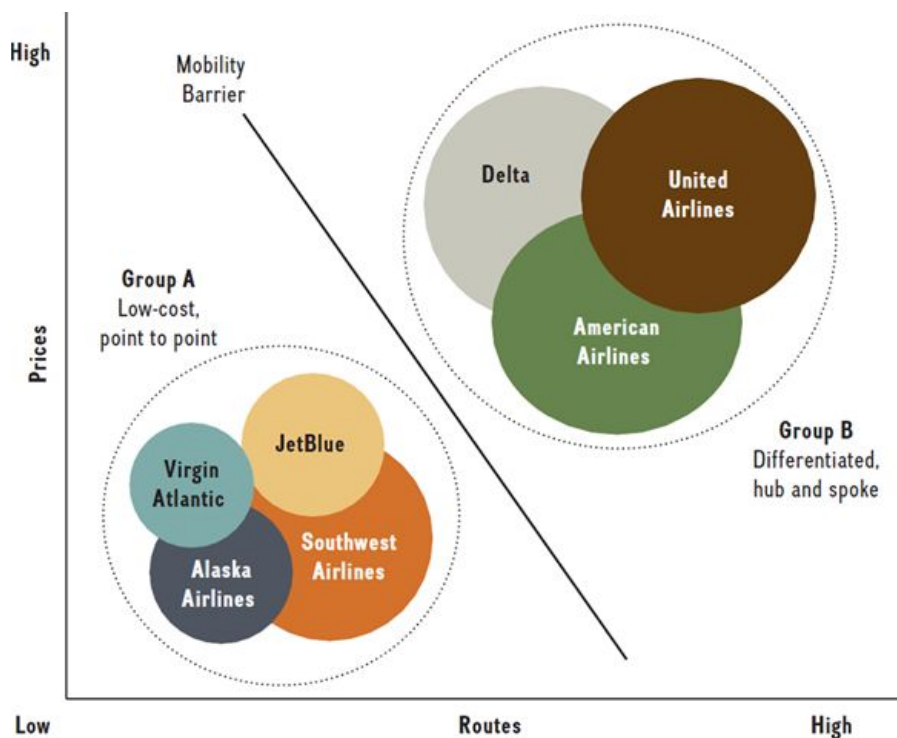 High
Mobility
Barrier
Delta
United
Airlines
Group A
Low-cost,
point to point
American
Airlines
Prices
JetBlue
Group B
Differentiated,
hub and spoke
Virgin
Atlantic
Southwest
Airlines
Alaska
Airlines
Low
Routes
High